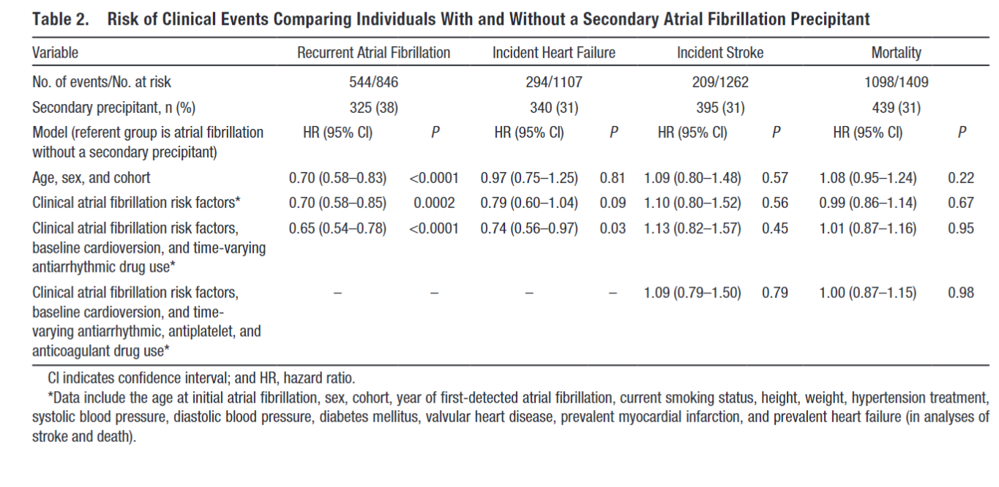 Table 2. Risk of Clinical Events Comparing Individuals With and Without a Secondary Atrial Fibrillation Precipitant
Variable Recurrent Atrial Fibrillation Incident Heart Failure Incident Stroke Mortality
No. of events/No. at risk 544/846 294/1107 209/1262 1098/1409
Secondary precipitant, n (%) 325 (38) 340 (31) 395 (31) 439 (31)
Model (referent group is atrial fibrillation HR (95% CI) P HR (95% CI) P HR (95% CI) P HR (95% CI) P
without a secondary precipitant)
Age, sex, and cohort 0.70 (0.58–0.83) <0.0001 0.97 (0.75–1.25) 0.81 1.09 (0.80–1.48) 0.57 1.08 (0.95–1.24) 0.22
Clinical atrial fibrillation risk factors* 0.70 (0.58–0.85) 0.0002 0.79 (0.60–1.04) 0.09 1.10 (0.80–1.52) 0.56 0.99 (0.86–1.14) 0.67
Clinical atrial fibrillation risk factors, 0.65 (0.54–0.78) <0.0001 0.74 (0.56–0.97) 0.03 1.13 (0.82–1.57) 0.45 1.01 (0.87–1.16) 0.95
baseline cardioversion, and time-varying
antiarrhythmic drug use*
Clinical atrial fibrillation risk factors, – – – – 1.09 (0.79–1.50) 0.79 1.00 (0.87–1.15) 0.98
baseline cardioversion, and time-
varying antiarrhythmic, antiplatelet, and
anticoagulant drug use*
CI indicates confidence interval; and HR, hazard ratio.
*Data include the age at initial atrial fibrillation, sex, cohort, year of first-detected atrial fibrillation, current smoking status, height, weight, hypertension treatment,
systolic blood pressure, diastolic blood pressure, diabetes mellitus, valvular heart disease, prevalent myocardial infarction, and prevalent heart failure (in analyses of
stroke and death).